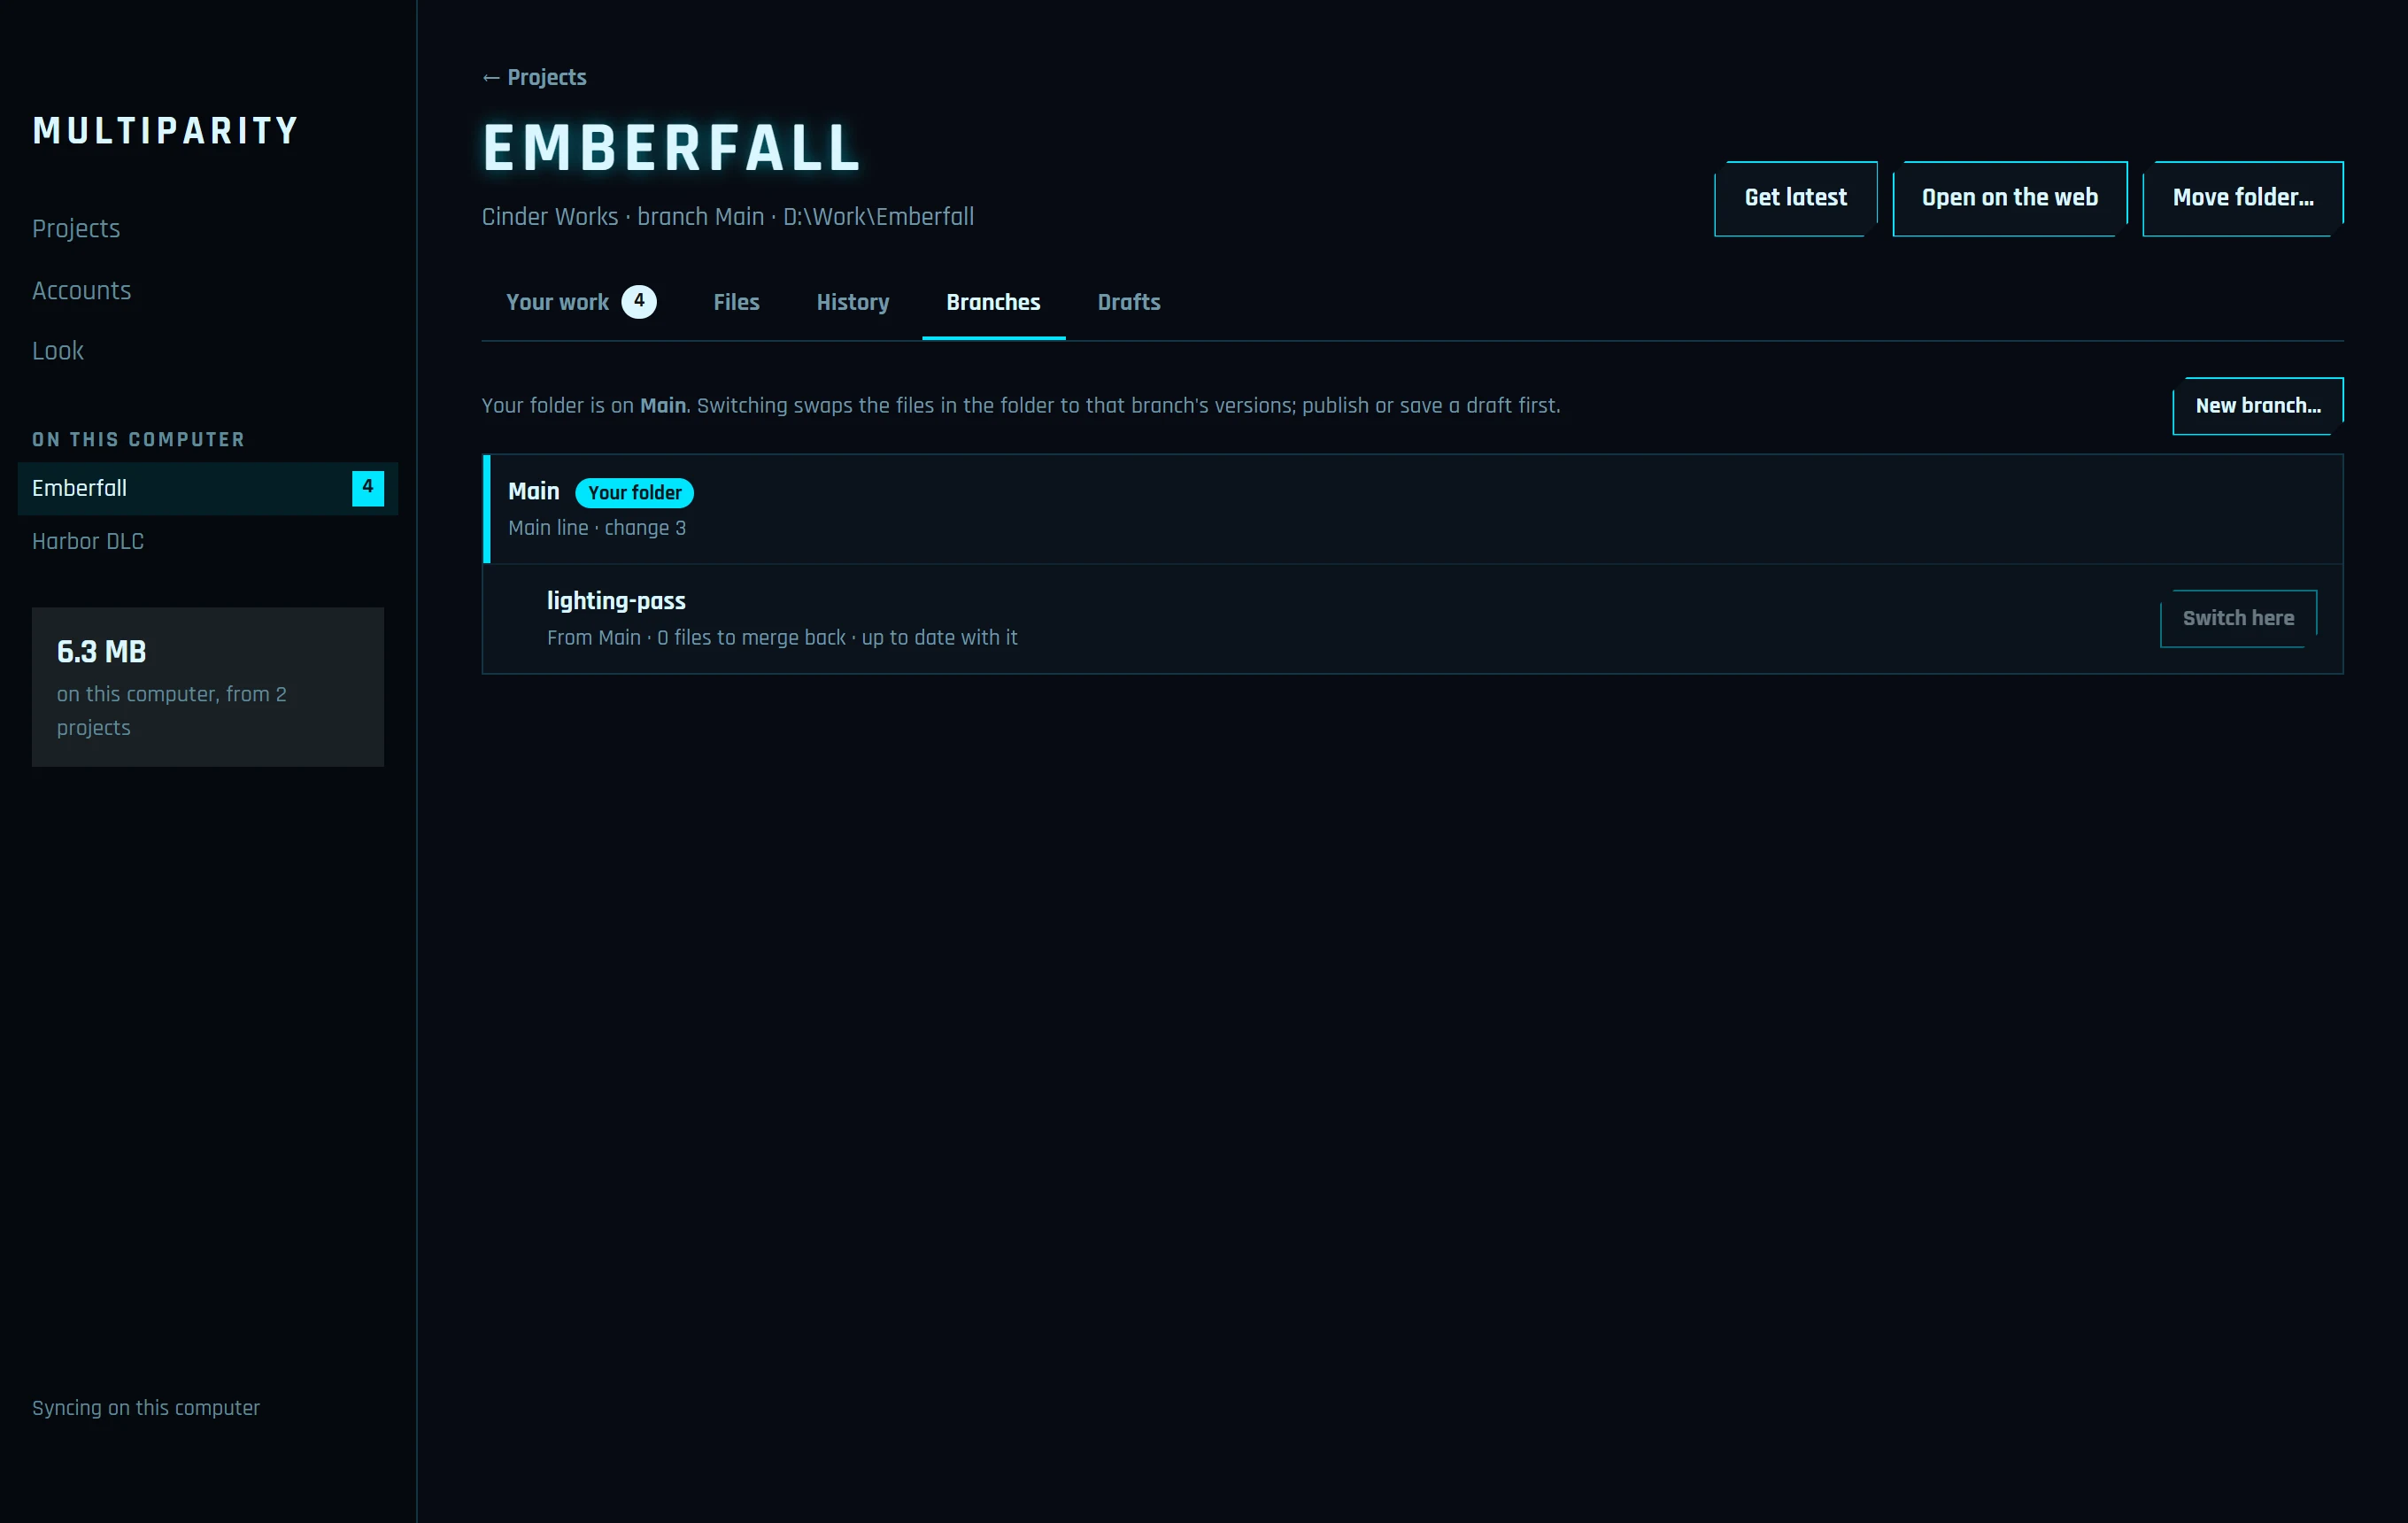 MULTIPARITY
Projects
Accounts
Look
ON THIS COMPUTER
Emberfall 4
Harbor DLC
6.3 MB
on this computer, from 2
projects
Syncing on this computer
← Projects
EMBERFALL
Cinder Works · branch Main · D:\Work\Emberfall
Get latest
Open on the web
Move folder...
Your work 4
Files
History
Branches
Drafts
Your folder is on Main. Switching swaps the files in the folder to that branch's versions; publish or save a draft first.
New branch...
Main Your folder
Main line · change 3
lighting-pass
From Main · 0 files to merge back · up to date with it
Switch here